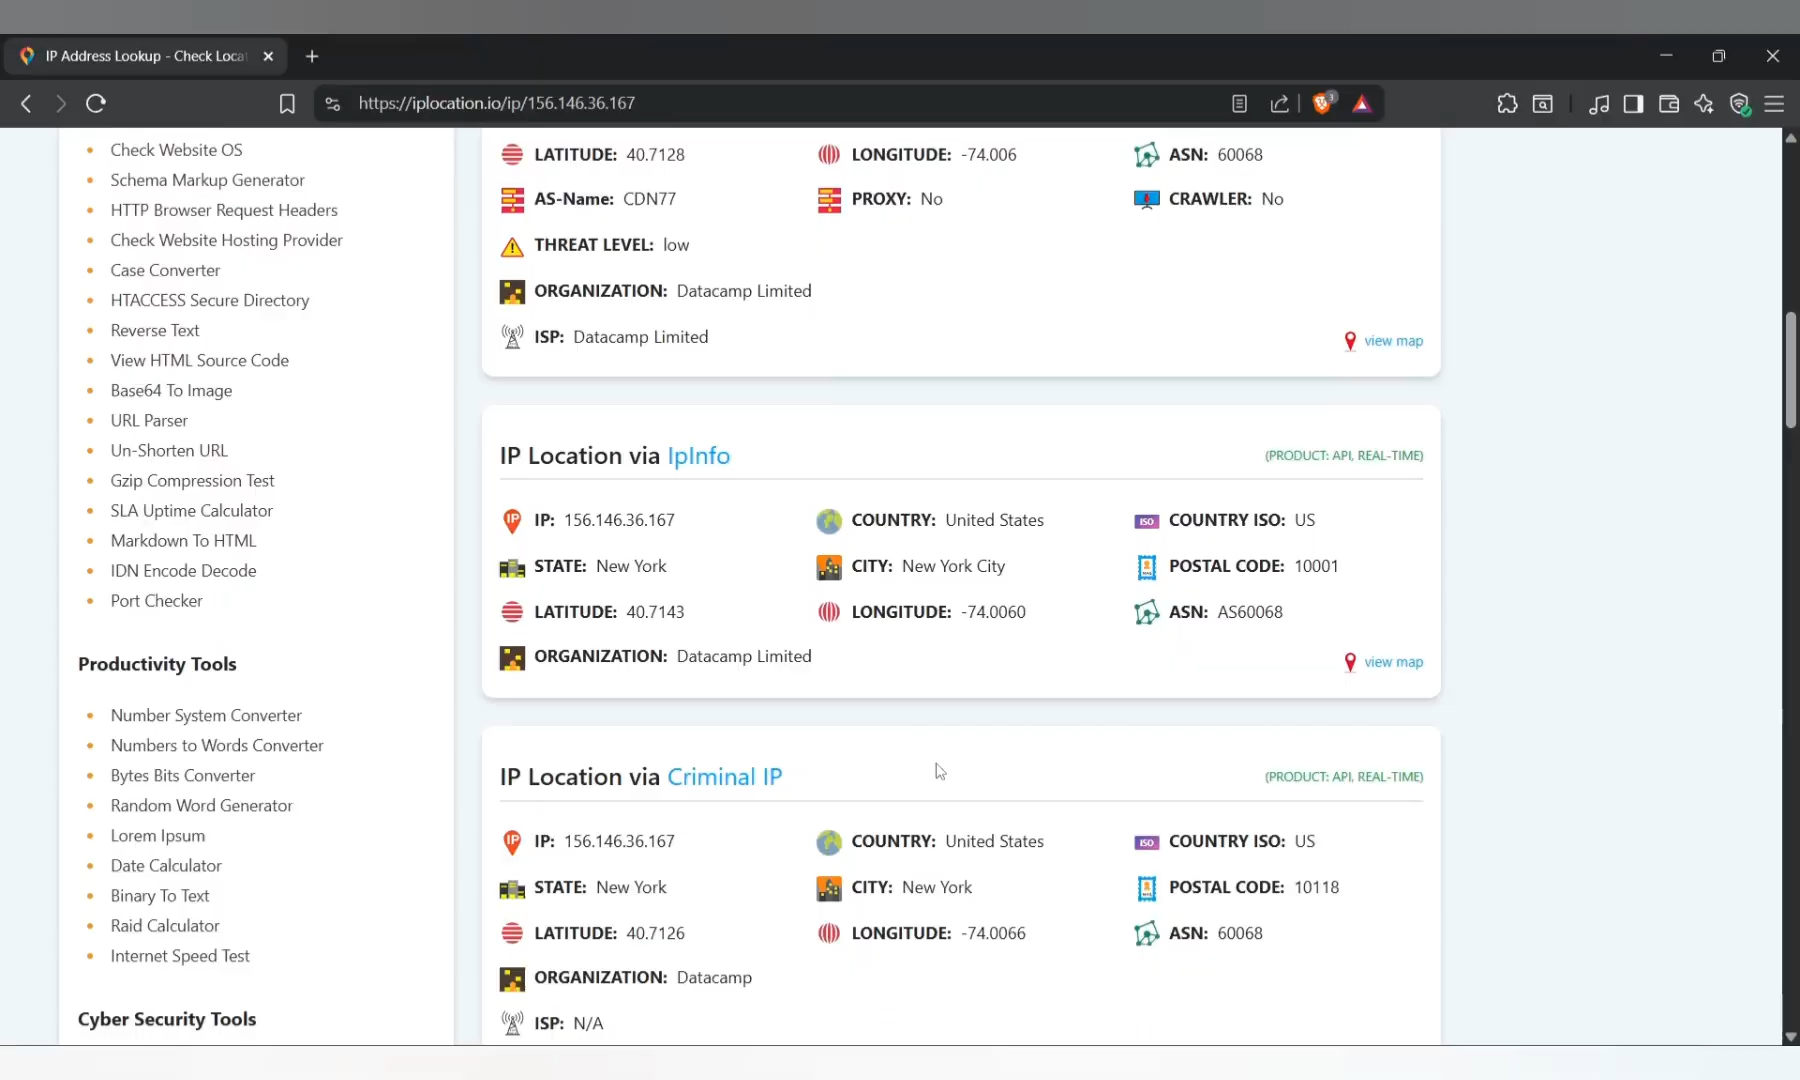 IP Address Lookup - Check Locat
https://iplocation.io/ip/156.146.36.167
3
Check Website OS
Schema Markup Generator
HTTP Browser Request Headers
Check Website Hosting Provider
Case Converter
HTACCESS Secure Directory
Reverse Text
View HTML Source Code
Base64 To Image
URL Parser
Un-Shorten URL
Gzip Compression Test
SLA Uptime Calculator
Markdown To HTML
IDN Encode Decode
Port Checker
Productivity Tools
Number System Converter
Numbers to Words Converter
Bytes Bits Converter
Random Word Generator
Lorem Ipsum
Date Calculator
Binary To Text
Raid Calculator
Internet Speed Test
Cyber Security Tools
LATITUDE: 40.7128 LONGITUDE: -74.006 ASN: 60068
AS-Name: CDN77 PROXY: No CRAWLER: No
THREAT LEVEL: low
ORGANIZATION: Datacamp Limited
ISP: Datacamp Limited view map
IP Location via IpInfo (PRODUCT: API, REAL-TIME)
IP IP: 156.146.36.167 COUNTRY: United States ISO COUNTRY ISO: US
STATE: New York CITY: New York City POSTAL CODE: 10001
LATITUDE: 40.7143 LONGITUDE: -74.0060 ASN: AS60068
ORGANIZATION: Datacamp Limited view map
IP Location via Criminal IP (PRODUCT: API, REAL-TIME)
IP IP: 156.146.36.167 COUNTRY: United States ISO COUNTRY ISO: US
STATE: New York CITY: New York POSTAL CODE: 10118
LATITUDE: 40.7126 LONGITUDE: -74.0066 ASN: 60068
ORGANIZATION: Datacamp
ISP: N/A